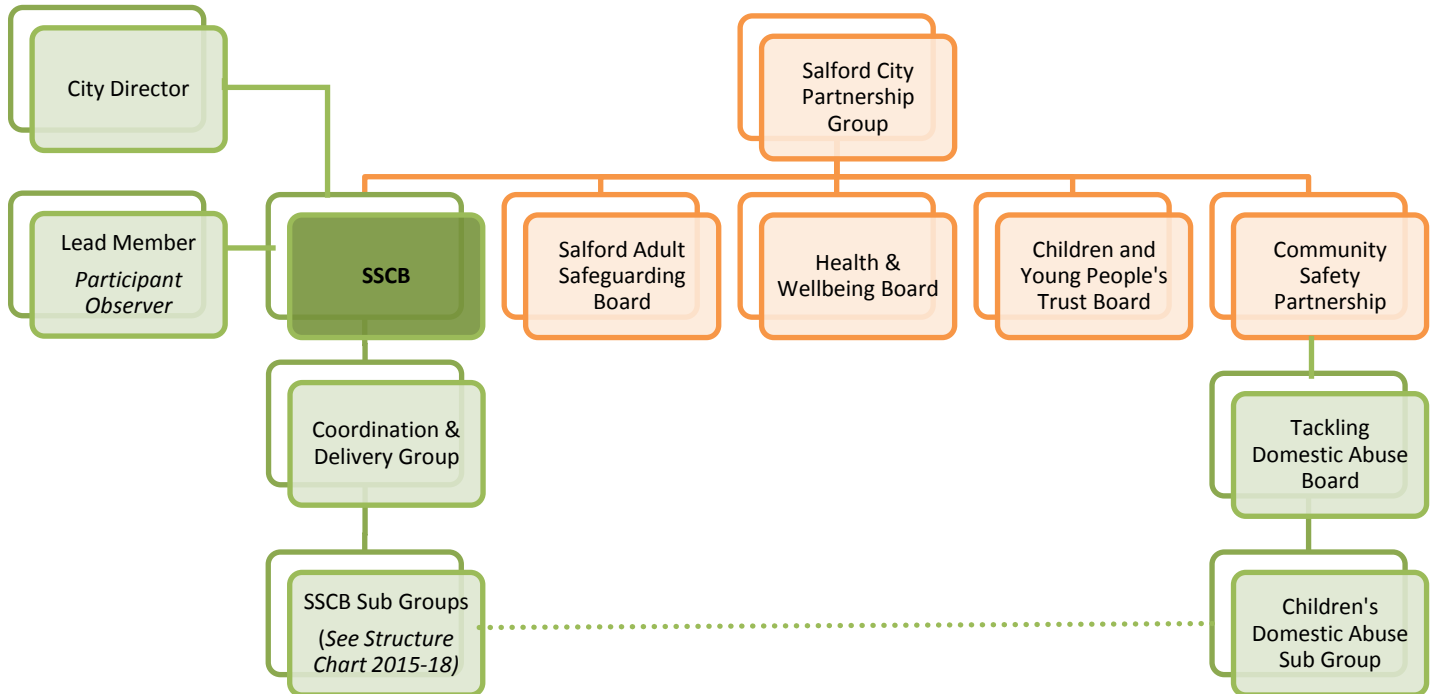 City Director
Salford City
Partnership
Group
Lead Member
Participant
Observer
SSCB
Salford Adult
Safeguarding
Board
Health &
Wellbeing Board
Children and
Young People's
Trust Board
Community
Safety
Partnership
Coordination &
Delivery Group
Tackling
Domestic Abuse
Board
SSCB Sub Groups
(See Structure
Chart 2015-18)
Children's
Domestic Abuse
Sub Group